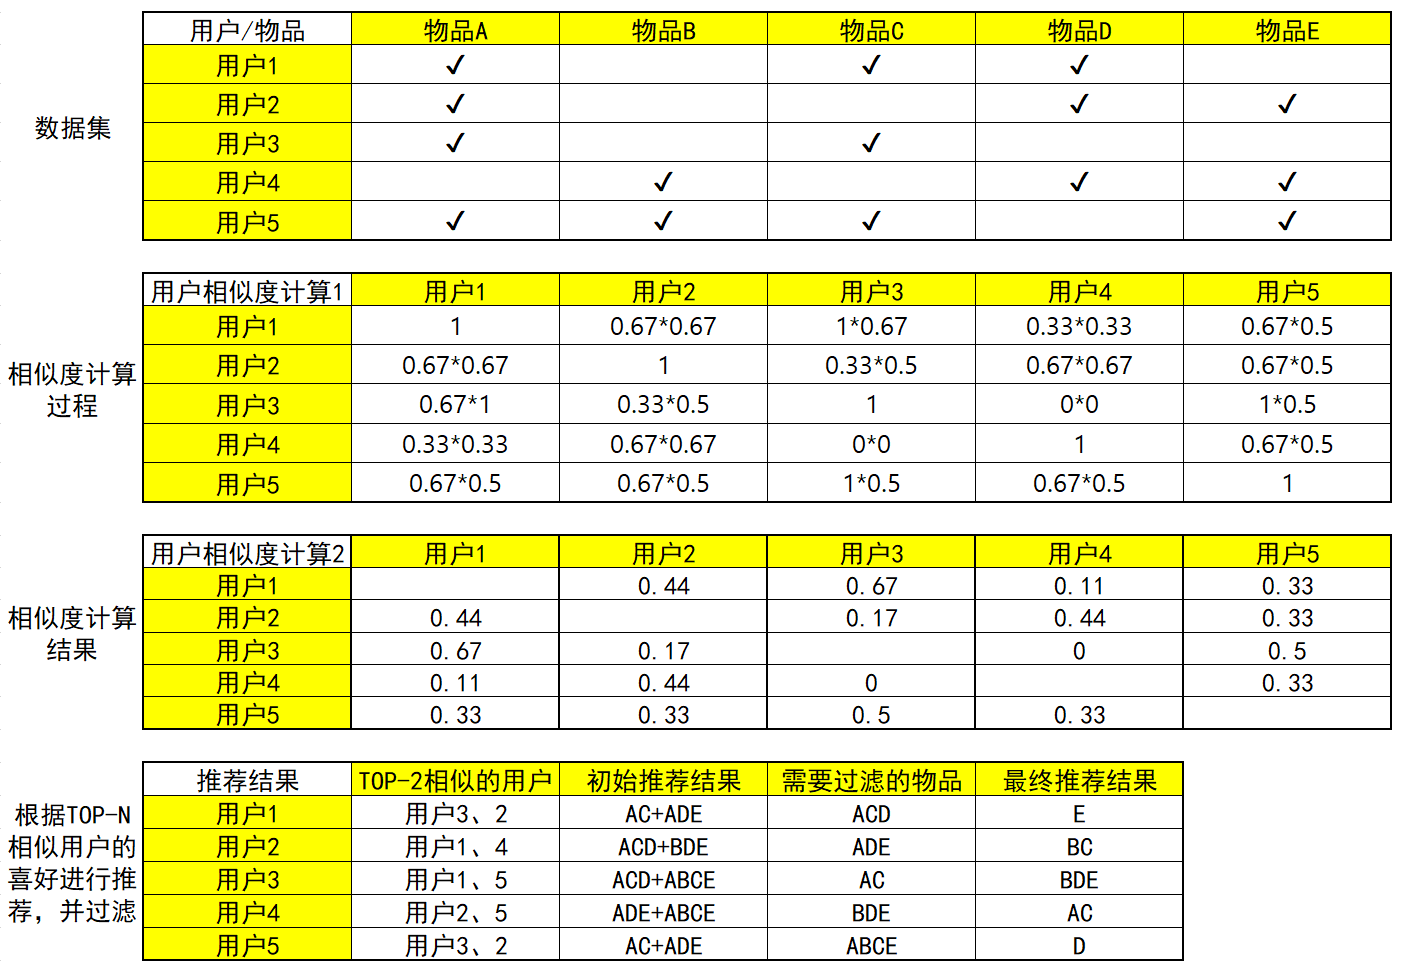 用户/物品 物品A 物品B 物品C 物品D 物品E
用户1 ✓ ✓ ✓
用户2 ✓ ✓ ✓
数据集
用户3 ✓ ✓
用户4 ✓ ✓ ✓
用户5 ✓ ✓ ✓ ✓
用户相似度计算1 用户1 用户2 用户3 用户4 用户5
用户1 1 0.67*0.67 1*0.67 0.33*0.33 0.67*0.5
用户2 0.67*0.67 1 0.33*0.5 0.67*0.67 0.67*0.5
相似度计算
过程
用户3 0.67*1 0.33*0.5 1 0*0 1*0.5
用户4 0.33*0.33 0.67*0.67 0*0 1 0.67*0.5
用户5 0.67*0.5 0.67*0.5 1*0.5 0.67*0.5 1
用户相似度计算2 用户1 用户2 用户3 用户4 用户5
用户1 0.44 0.67 0.11 0.33
用户2 0.44 0.17 0.44 0.33
相似度计算
结果
用户3 0.67 0.17 0 0.5
用户4 0.11 0.44 0 0.33
用户5 0.33 0.33 0.5 0.33
推荐结果 TOP-2相似的用户 初始推荐结果 需要过滤的物品 最终推荐结果
根据TOP-N
相似用户的
喜好进行推
荐，并过滤
用户1 用户3、2 AC+ADE ACD E
用户2 用户1、4 ACD+BDE ADE BC
用户3 用户1、5 ACD+ABCE AC BDE
用户4 用户2、5 ADE+ABCE BDE AC
用户5 用户3、2 AC+ADE ABCE D